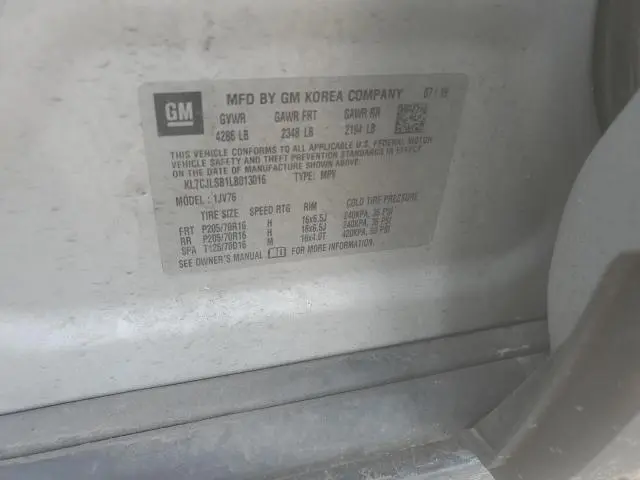 GM
MFD BY GM KOREA COMPANY 07/19
GVWR GAWR FRT GAWR RR
4286 LB 2348 LB 2194 LB
THIS VEHICLE CONFORMS TO ALL APPLICABLE U.S. FEDERAL MOTOR
VEHICLE SAFETY AND THEFT PREVENTION STANDARDS IN EFFECT
ON THE DATE OF MANUFACTURE SHOWN ABOVE.
KL7CJLSB1LB013016 TYPE: MPV
MODEL: 1JV76
TIRE SIZE SPEED RTG RIM COLD TIRE PRESSURE
FRT P205/70R16 H 16x6.5J 240KPA, 35 PSI
RR P205/70R16 H 16x6.5J 240KPA, 35 PSI
SPA T125/70D16 M 16x4.0T 420KPA, 60 PSI
SEE OWNER'S MANUAL FOR MORE INFORMATION.